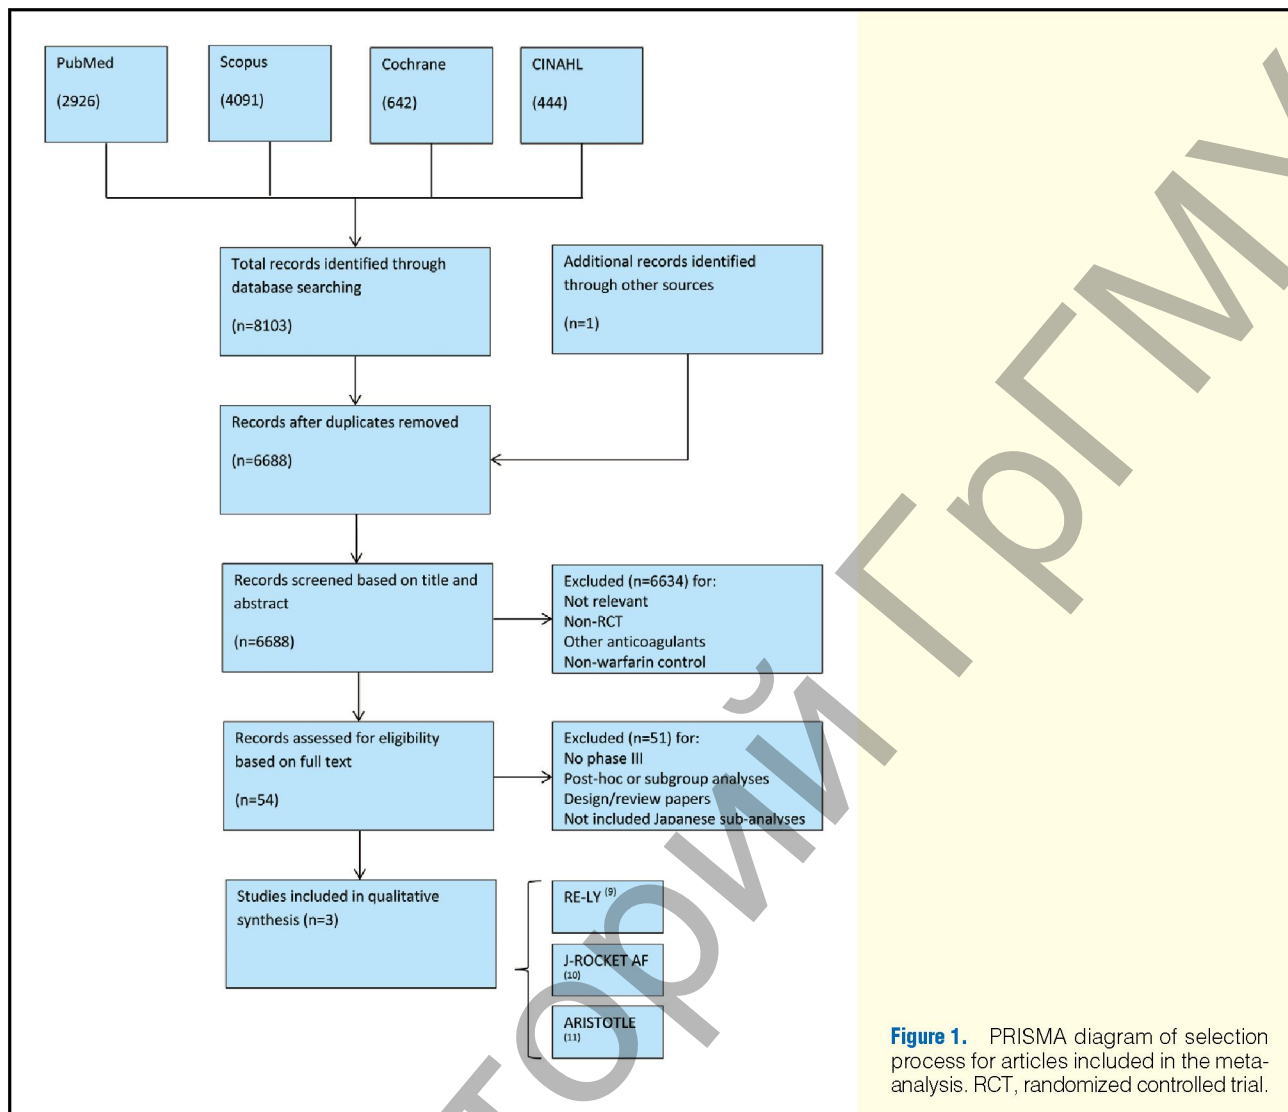 PubMed
(2926)
Scopus
(4091)
Cochrane
(642)
CINAHL
(444)
Total records identified through
database searching
(n=8103)
Additional records identified
through other sources
(n=1)
Records after duplicates removed
(n=6688)
Records screened based on title and
abstract
(n=6688)
Excluded (n=6634) for:
Not relevant
Non-RCT
Other anticoagulants
Non-warfarin control
Records assessed for eligibility
based on full text
(n=54)
Excluded (n=51) for:
No phase III
Post-hoc or subgroup analyses
Design/review papers
Not included Japanese sub-analyses
Studies included in qualitative
synthesis (n=3)
RE-LY (9)
J-ROCKET AF
(10)
ARISTOTLE
(11)
Figure 1. PRISMA diagram of selection
process for articles included in the meta-
analysis. RCT, randomized controlled trial.
торий ГрГМУ